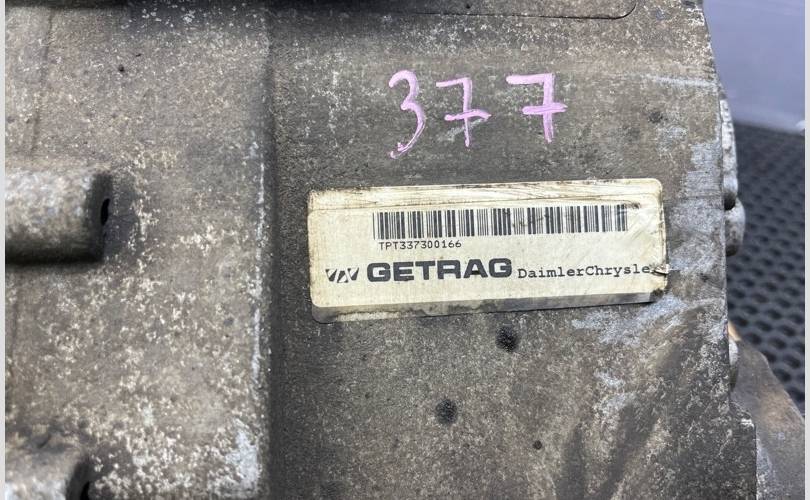 377
TPT337300166
GETRAG DaimlerChrysle